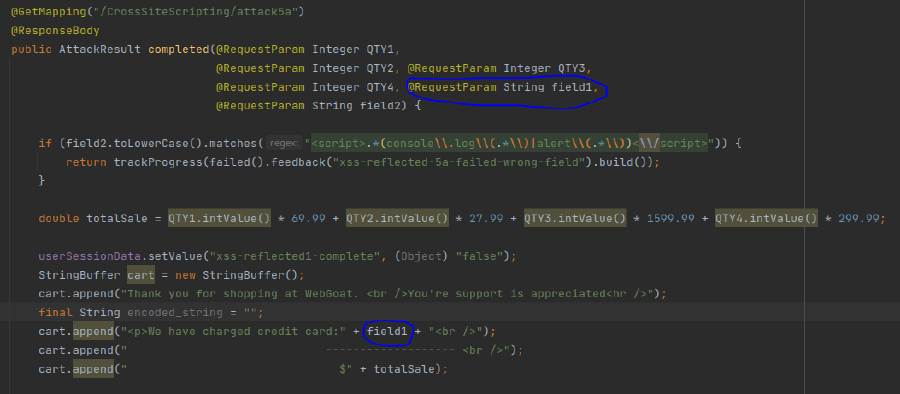 @GetMapping("/CrossSiteScripting/attack5a")
@ResponseBody
public AttackResult completed(@RequestParam Integer QTY1,
@RequestParam Integer QTY2, @RequestParam Integer QTY3,
@RequestParam Integer QTY4, @RequestParam String field1,
@RequestParam String field2) {
if (field2.toLowerCase().matches( regex: "<script>.*(console\\.log\\(.*\\)|alert\\(.*\\))<\\/script>")) {
return trackProgress(failed().feedback("xss-reflected-5a-failed-wrong-field").build());
}
double totalSale = QTY1.intValue() * 69.99 + QTY2.intValue() * 27.99 + QTY3.intValue() * 1599.99 + QTY4.intValue() * 299.99;
userSessionData.setValue("xss-reflected1-complete", (Object) "false");
StringBuffer cart = new StringBuffer();
cart.append("Thank you for shopping at WebGoat. <br />You're support is appreciated<hr />");
final String encoded_string = "";
cart.append("<p>We have charged credit card:" + field1 + "<br />");
cart.append("                             ------------------- <br />");
cart.append("                               $" + totalSale);